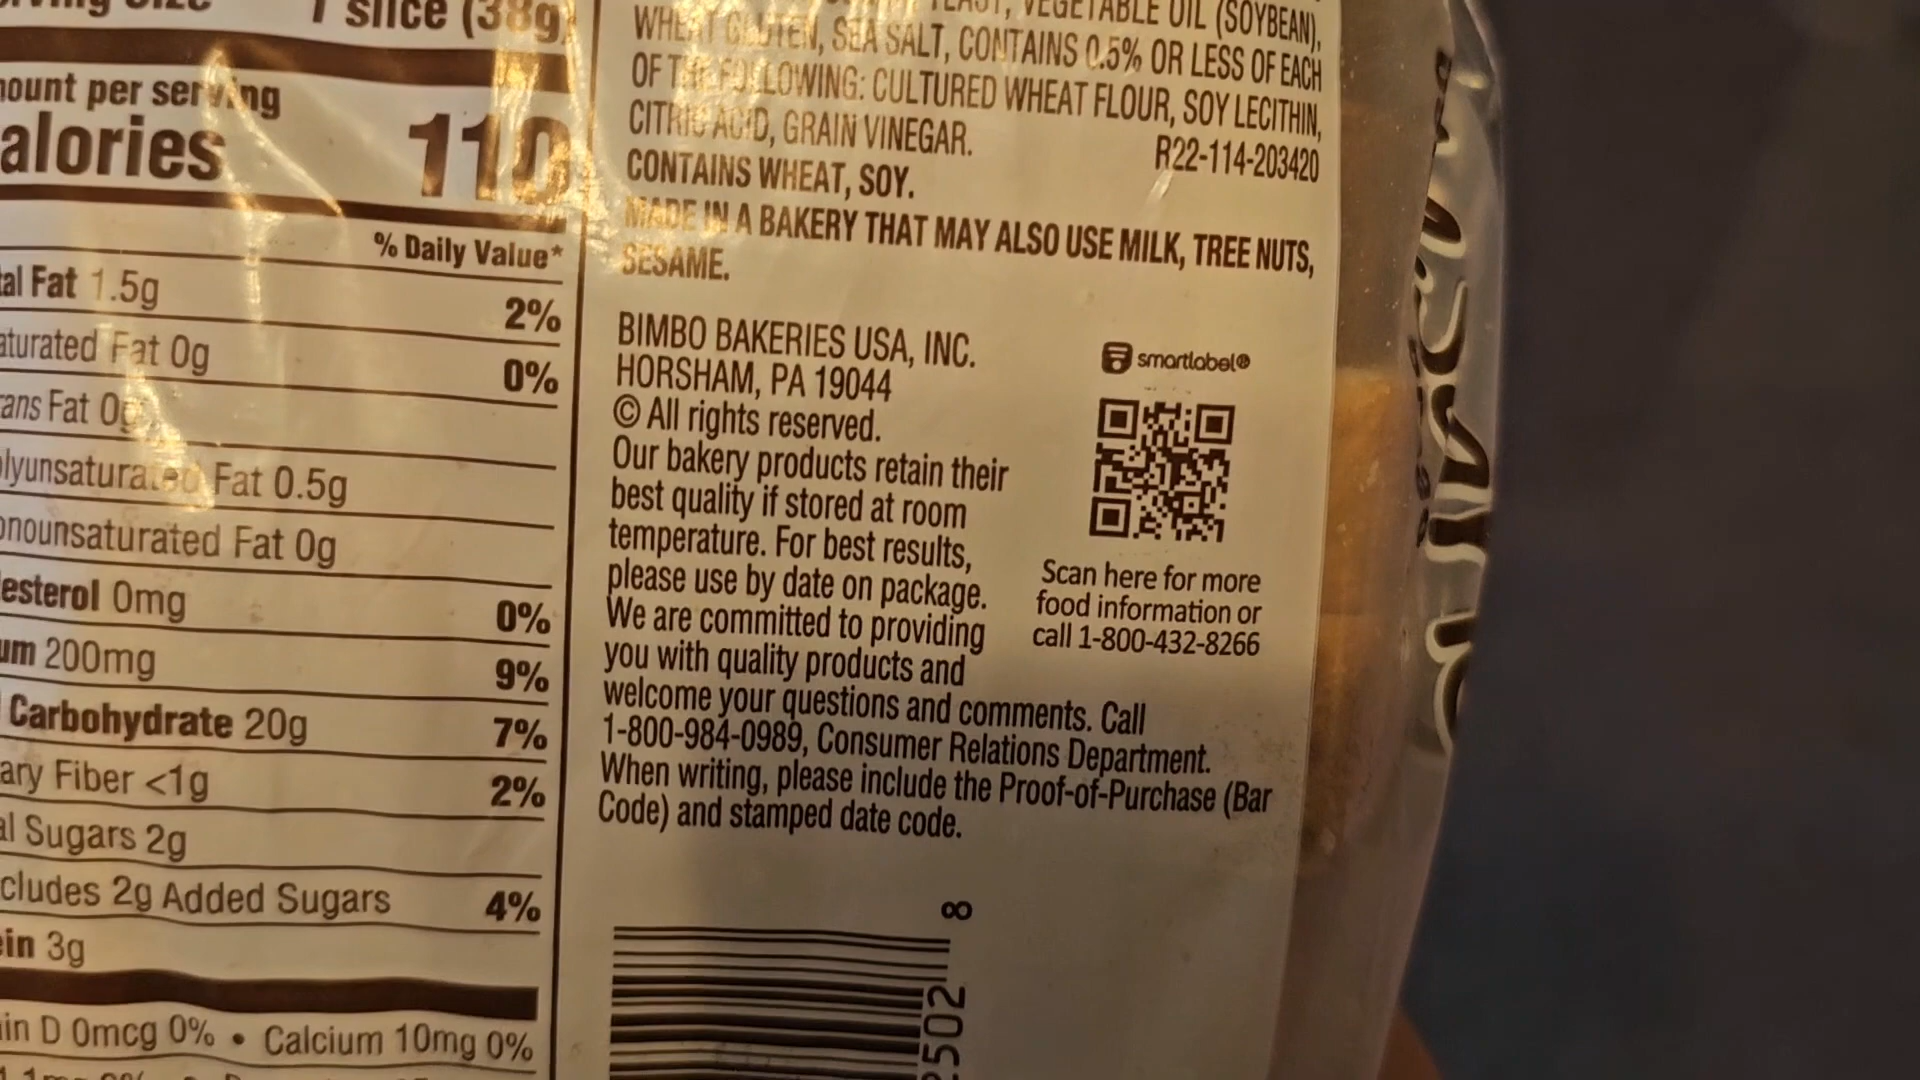 1 slice (38g)
ount per serving
alories 110
% Daily Value*
al Fat 1.5g 2%
aturated Fat 0g 0%
ans Fat 0g
lyunsaturated Fat 0.5g
onounsaturated Fat 0g
esterol 0mg 0%
um 200mg 9%
Carbohydrate 20g 7%
ary Fiber <1g 2%
al Sugars 2g
cludes 2g Added Sugars 4%
ein 3g
in D 0mcg 0% • Calcium 10mg 0%
VEGETABLE OIL (SOYBEAN),
WHEAT GLUTEN, SEA SALT, CONTAINS 0.5% OR LESS OF EACH
OF THE FOLLOWING: CULTURED WHEAT FLOUR, SOY LECITHIN,
CITRIC ACID, GRAIN VINEGAR.
R22-114-203420
CONTAINS WHEAT, SOY.
MADE IN A BAKERY THAT MAY ALSO USE MILK, TREE NUTS,
SESAME.
BIMBO BAKERIES USA, INC.
HORSHAM, PA 19044
© All rights reserved.
Our bakery products retain their
best quality if stored at room
temperature. For best results,
please use by date on package.
We are committed to providing
you with quality products and
welcome your questions and comments. Call
1-800-984-0989, Consumer Relations Department.
When writing, please include the Proof-of-Purchase (Bar
Code) and stamped date code.
smartlabel®
Scan here for more
food information or
call 1-800-432-8266
2502 8